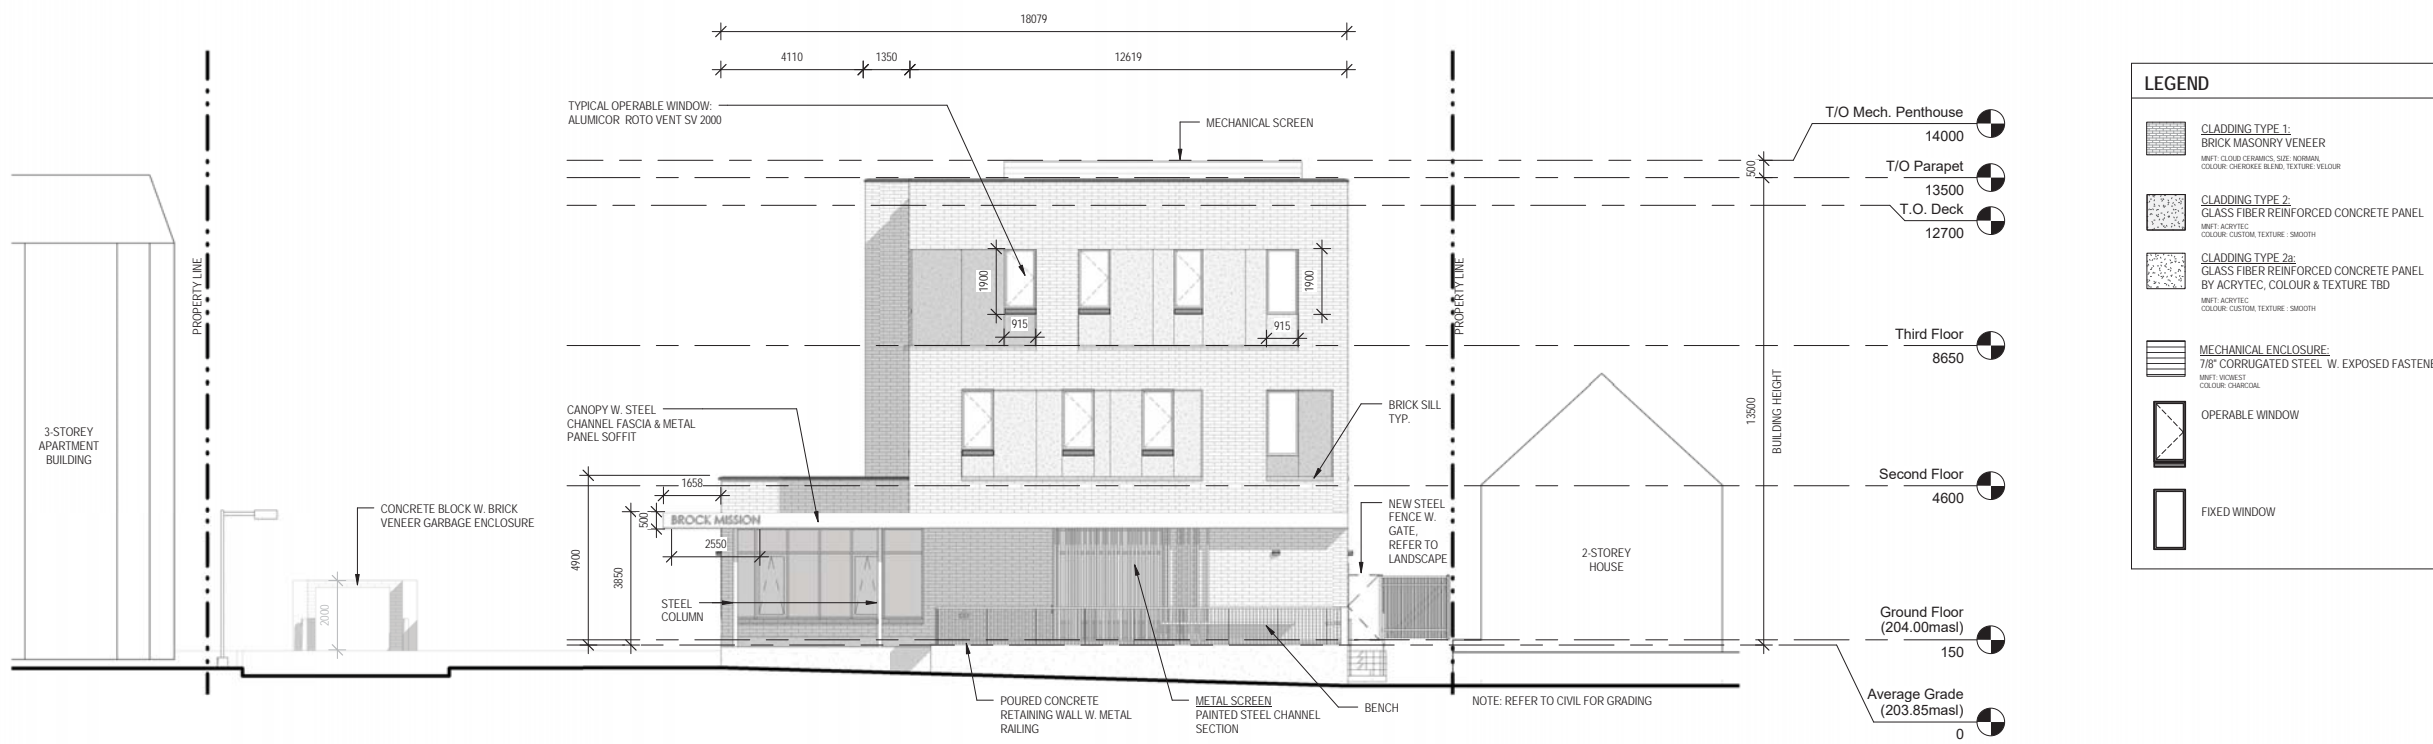 18079
4110
1350
12619
TYPICAL OPERABLE WINDOW:
ALUMICOR ROTO VENT SV 2000
MECHANICAL SCREEN
T/O Mech. Penthouse
14000
500
T/O Parapet
13500
T.O. Deck
12700
PROPERTY LINE
1900
915
1900
915
PROPERTY LINE
Third Floor
8650
CANOPY W. STEEL
CHANNEL FASCIA & METAL
PANEL SOFFIT
BRICK SILL
TYP.
13500
BUILDING HEIGHT
3-STOREY
APARTMENT
BUILDING
Second Floor
4600
1658
500
BROCK MISSION
2550
4900
3850
CONCRETE BLOCK W. BRICK
VENEER GARBAGE ENCLOSURE
2000
NEW STEEL
FENCE W.
GATE,
REFER TO
LANDSCAPE
2-STOREY
HOUSE
STEEL
COLUMN
Ground Floor
(204.00masl)
150
POURED CONCRETE
RETAINING WALL W. METAL
RAILING
METAL SCREEN
PAINTED STEEL CHANNEL
SECTION
BENCH
NOTE: REFER TO CIVIL FOR GRADING
Average Grade
(203.85masl)
0
LEGEND
CLADDING TYPE 1:
BRICK MASONRY VENEER
MNFT: CLOUD CERAMICS, SIZE: NORMAN,
COLOUR: CHEROKEE BLEND, TEXTURE: VELOUR
CLADDING TYPE 2:
GLASS FIBER REINFORCED CONCRETE PANEL
MNFT: ACRYTEC
COLOUR: CUSTOM, TEXTURE : SMOOTH
CLADDING TYPE 2a:
GLASS FIBER REINFORCED CONCRETE PANEL
BY ACRYTEC, COLOUR & TEXTURE TBD
MNFT: ACRYTEC
COLOUR: CUSTOM, TEXTURE : SMOOTH
MECHANICAL ENCLOSURE:
7/8" CORRUGATED STEEL W. EXPOSED FASTENE
MNFT: VICWEST
COLOUR: CHARCOAL
OPERABLE WINDOW
FIXED WINDOW